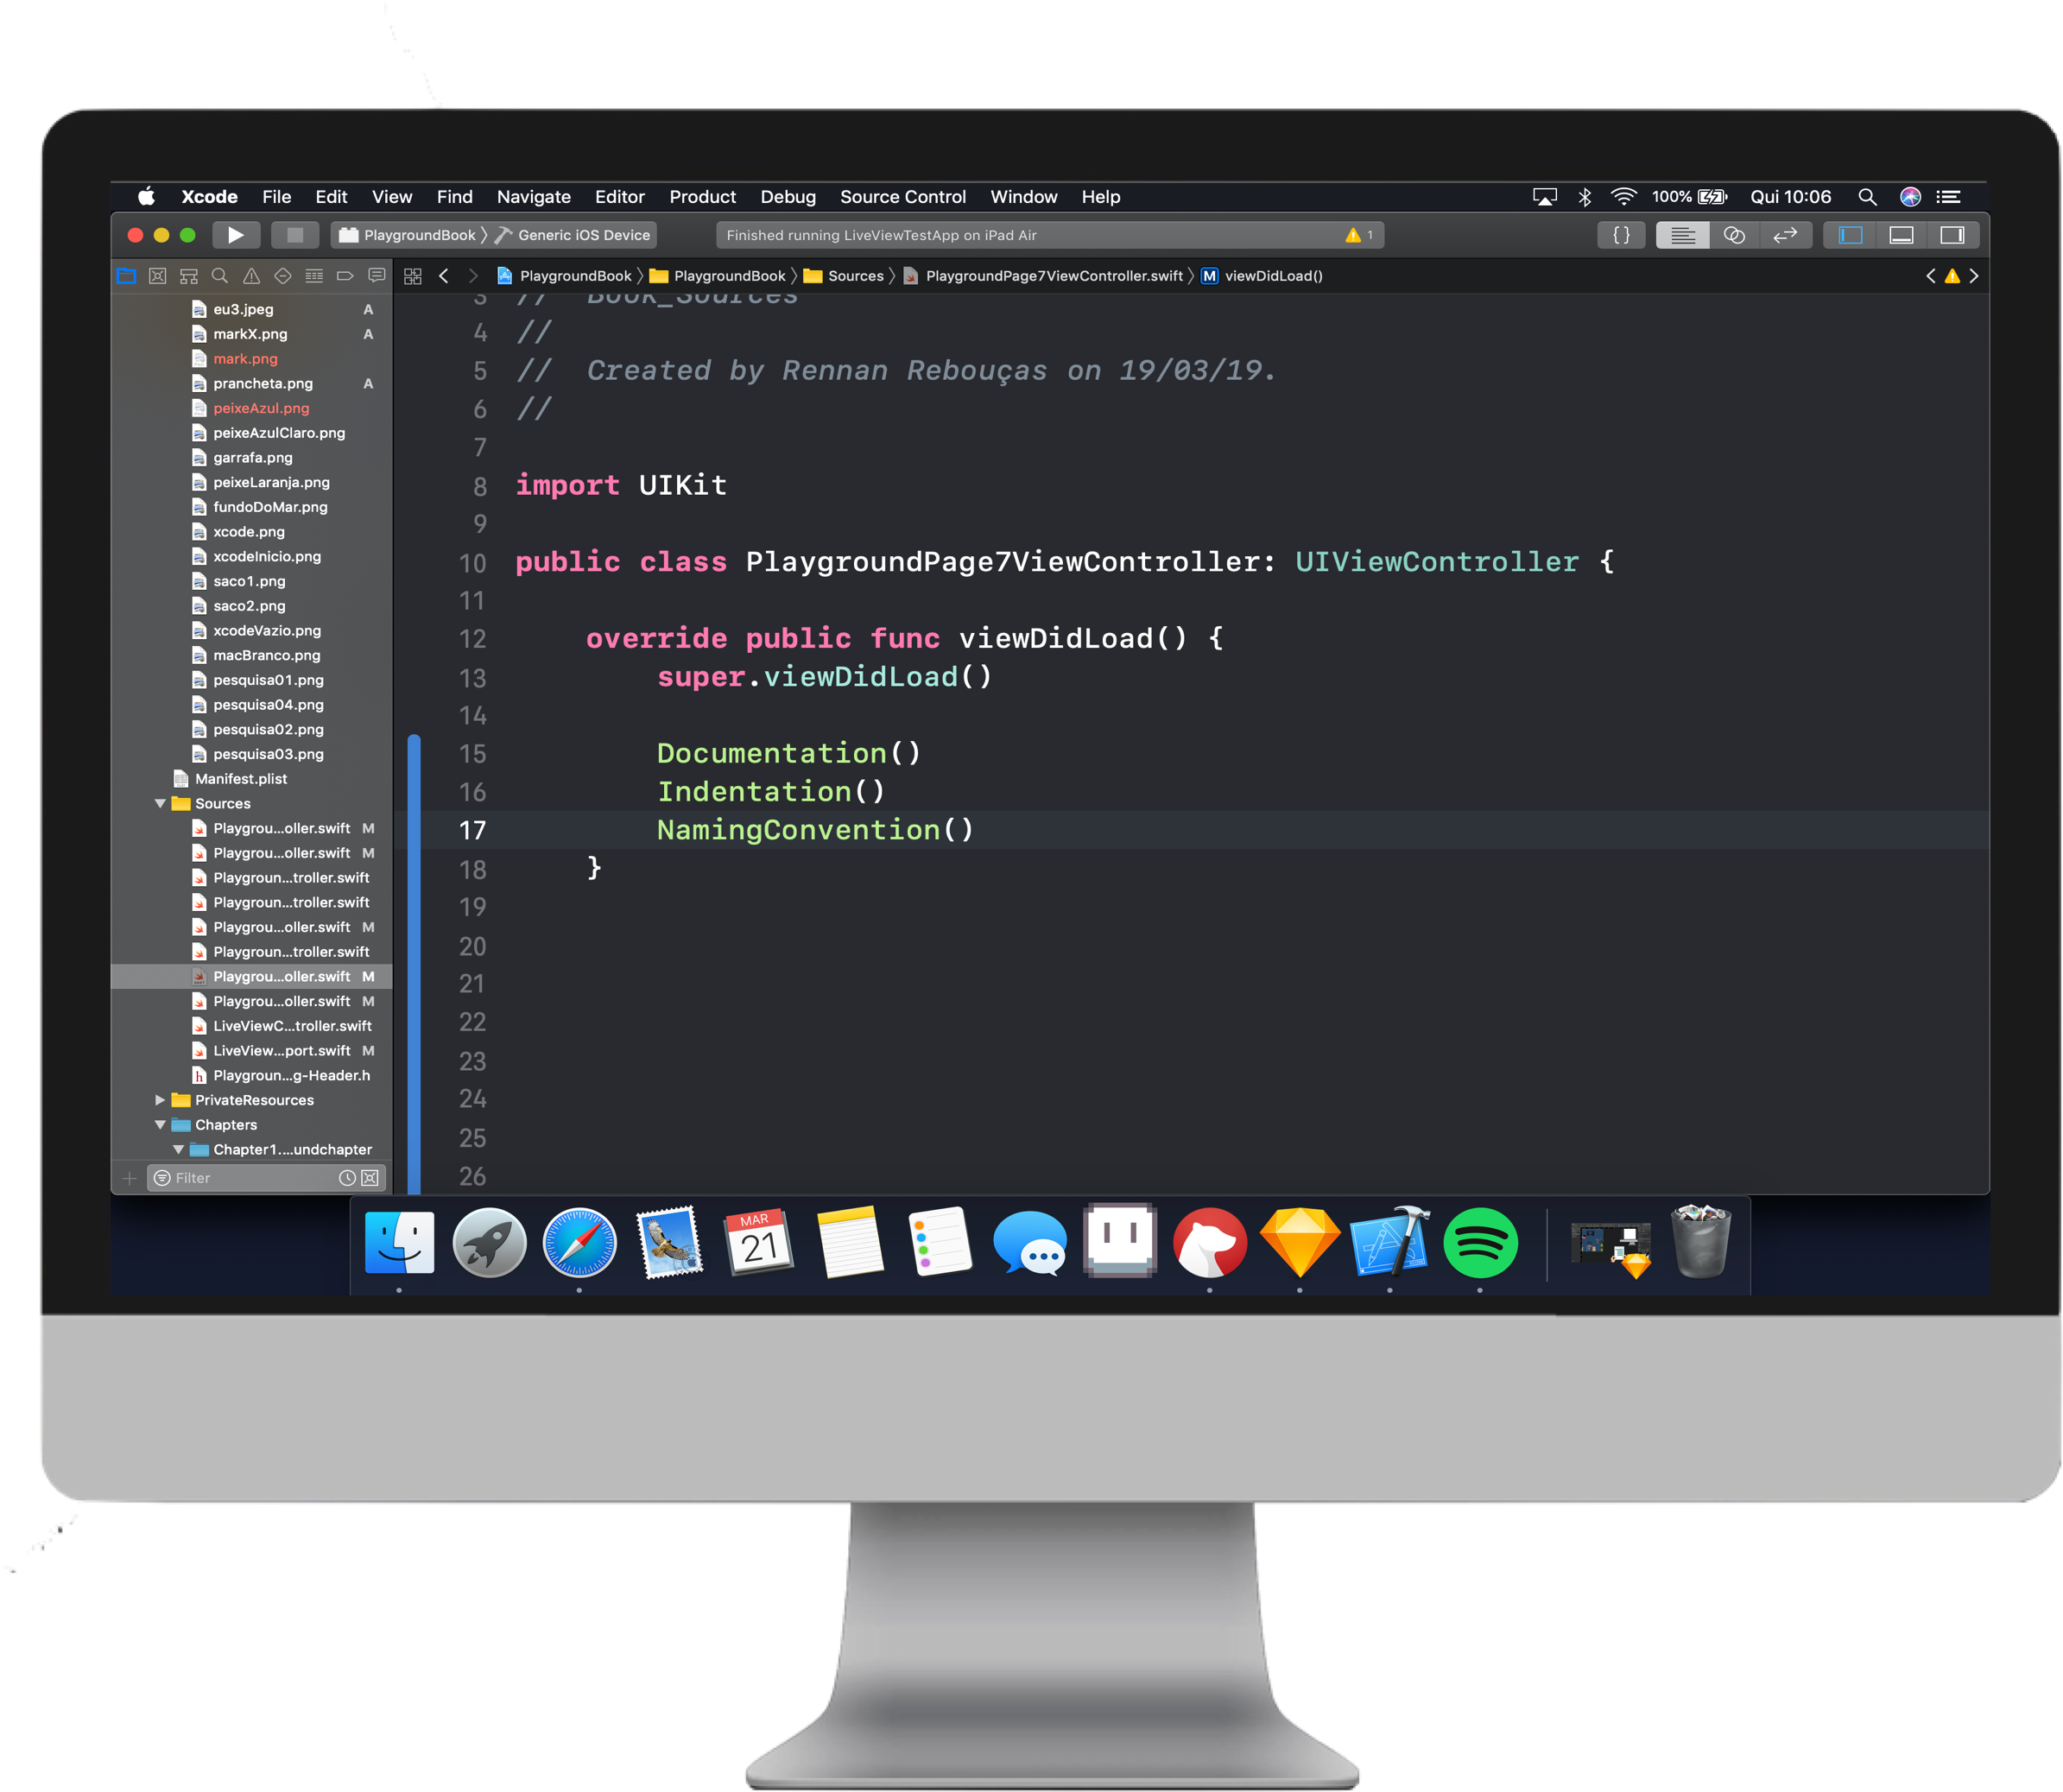 Xcode File Edit View Find Navigate Editor Product Debug Source Control Window Help 100% Qui 10:06
PlaygroundBook Generic iOS Device Finished running LiveViewTestApp on iPad Air 1 {}
PlaygroundBook PlaygroundBook Sources PlaygroundPage7ViewController.swift M viewDidLoad()
eu3.jpeg A
markX.png A
mark.png
prancheta.png A
peixeAzul.png
peixeAzulClaro.png
garrafa.png
peixeLaranja.png
fundoDoMar.png
xcode.png
xcodeInicio.png
saco1.png
saco2.png
xcodeVazio.png
macBranco.png
pesquisa01.png
pesquisa04.png
pesquisa02.png
pesquisa03.png
Manifest.plist
Sources
Playgrou...oller.swift M
Playgrou...oller.swift M
Playgroun...troller.swift
Playgroun...troller.swift
Playgrou...oller.swift M
Playgroun...troller.swift
Playgrou...oller.swift M
Playgrou...oller.swift M
LiveViewC...troller.swift
LiveView...port.swift M
h Playgroun...g-Header.h
PrivateResources
Chapters
Chapter1....undchapter
Filter
3 // Book_Sources
4 //
5 // Created by Rennan Rebouças on 19/03/19.
6 //
7
8 import UIKit
9
10 public class PlaygroundPage7ViewController: UIViewController {
11
12 override public func viewDidLoad() {
13 super.viewDidLoad()
14
15 Documentation()
16 Indentation()
17 NamingConvention()
18 }
19
20
21
22
23
24
25
26
MAR
21